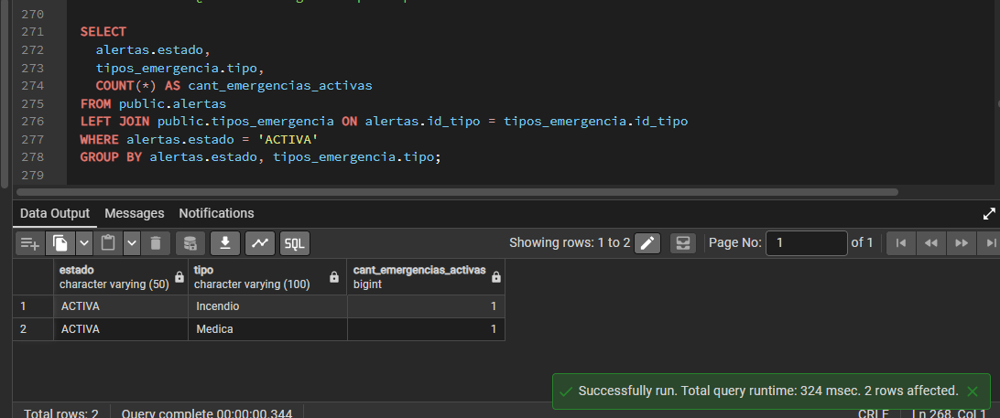 270
271 SELECT
272 alertas.estado,
273 tipos_emergencia.tipo,
274 COUNT(*) AS cant_emergencias_activas
275 FROM public.alertas
276 LEFT JOIN public.tipos_emergencia ON alertas.id_tipo = tipos_emergencia.id_tipo
277 WHERE alertas.estado = 'ACTIVA'
278 GROUP BY alertas.estado, tipos_emergencia.tipo;
279
Data Output Messages Notifications
SQL Showing rows: 1 to 2 Page No: 1 of 1
estado tipo cant_emergencias_activas
character varying (50) character varying (100) bigint
1 ACTIVA Incendio 1
2 ACTIVA Medica 1
Successfully run. Total query runtime: 324 msec. 2 rows affected.
Total rows: 2 Query complete 00:00:00.344 CRLF Ln 268, Col 1